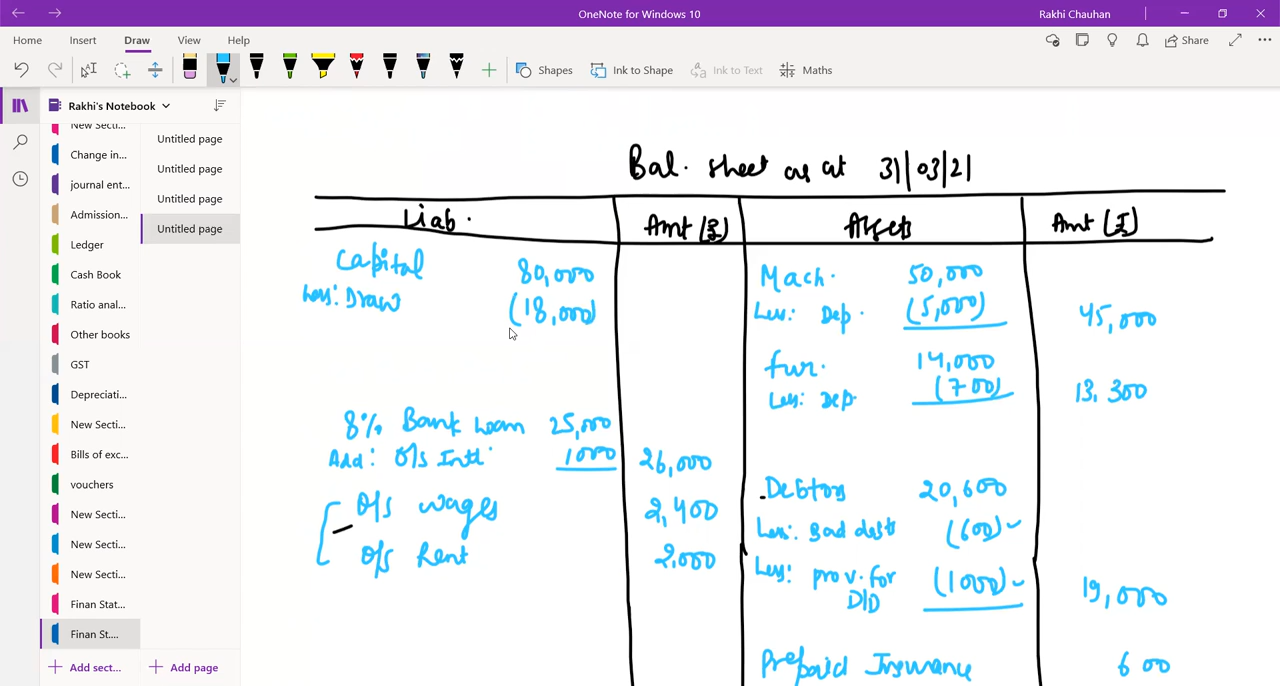 OneNote for Windows 10
Rakhi Chauhan
Home Insert Draw View Help
Share
Shapes
Ink to Shape
Ink to Text
Maths
Rakhi's Notebook
New Secti...
Change in...
journal ent...
Admission...
Ledger
Cash Book
Ratio anal...
Other books
GST
Depreciati...
New Secti...
Bills of exc...
vouchers
New Secti...
New Secti...
New Secti...
Finan Stat...
Finan St....
Add sect...
Untitled page
Untitled page
Untitled page
Untitled page
Add page
Bal. sheet as at 31/03/21
Liab. Amt (₹) Assets Amt (₹)
Capital 80,000
Less: Draw (18,000)
8% Bank Loan 25,000
Add: O/s Intt. 1000 26,000
O/s wages 2,400
O/s Rent 2,000
Mach. 50,000
Less: Dep. (5,000) 45,000
fur. 14,000
Less: Dep. (700) 13,300
Debtors 20,600
Less: Bad debts (600)
Less: prov. for (1000) 19,000
D/D
Prepaid Insurance 600